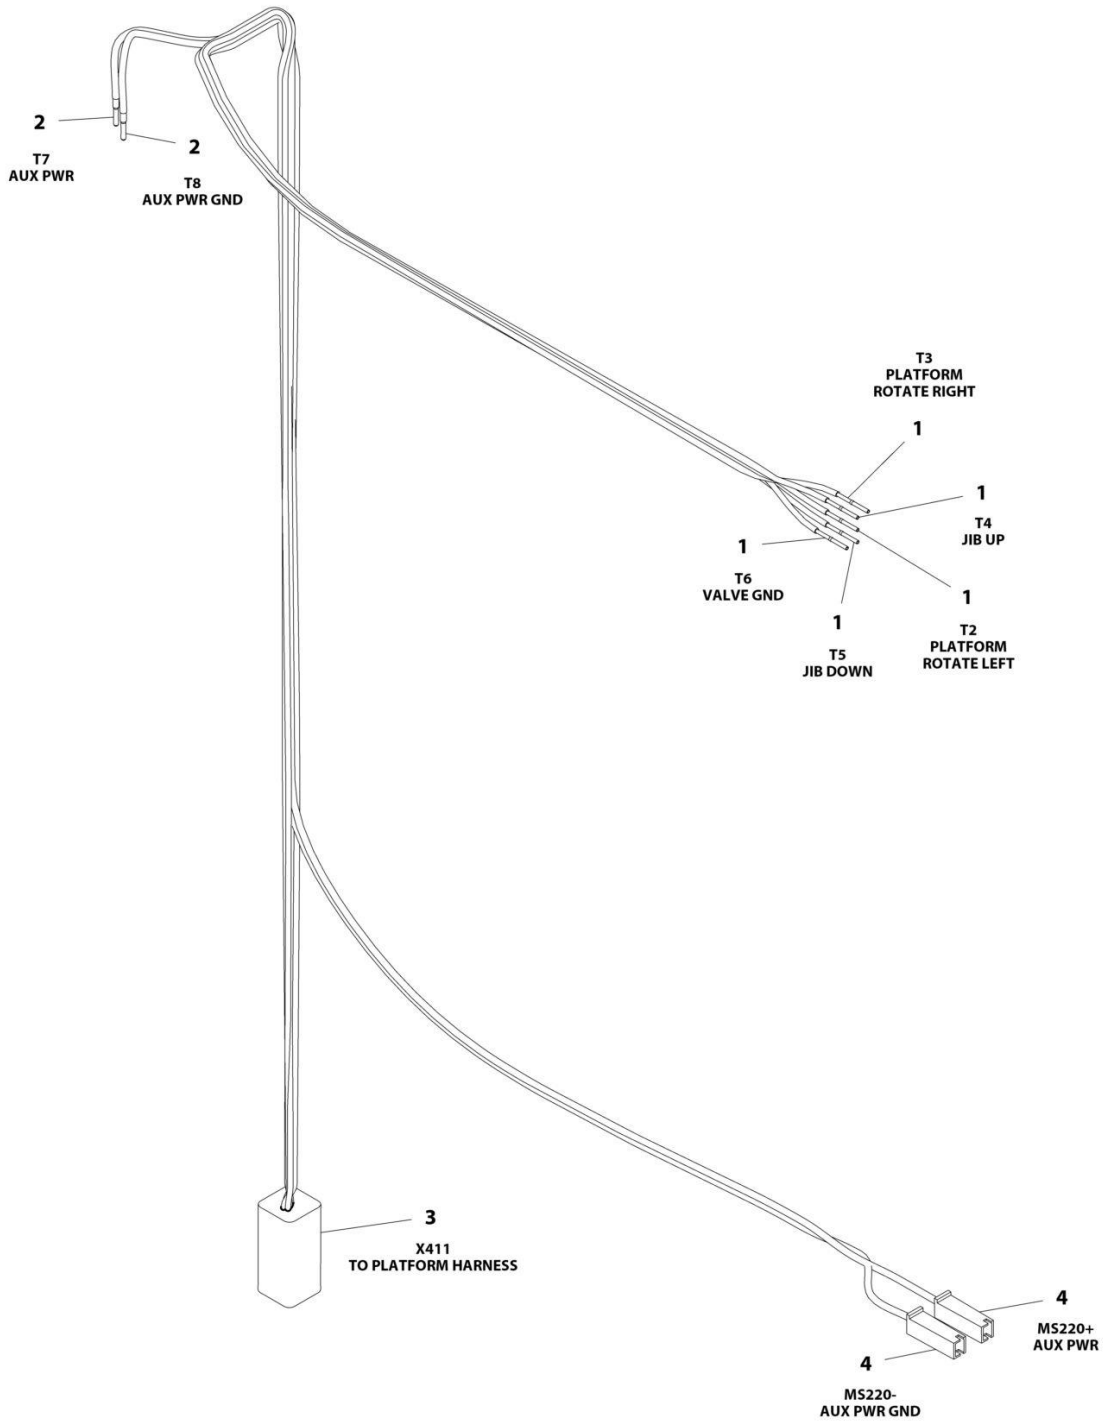 2
T7
AUX PWR
2
T8
AUX PWR GND
T3
PLATFORM
ROTATE RIGHT
1
1
T4
JIB UP
1
T6
VALVE GND
1
T2
PLATFORM
ROTATE LEFT
1
T5
JIB DOWN
3
X411
TO PLATFORM HARNESS
4
MS220+
AUX PWR
4
MS220-
AUX PWR GND